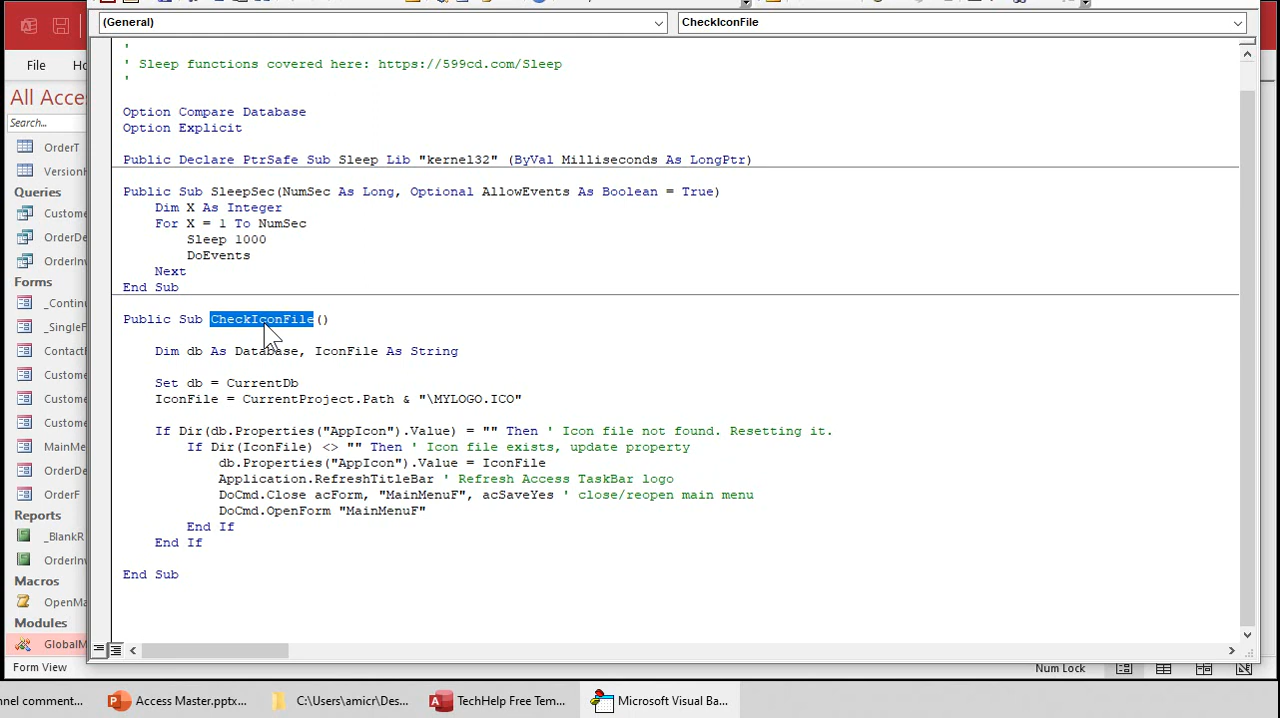 (General)
CheckIconFile
File
Ho
All Acce
Search...
OrderT
Version
Queries
Custome
OrderDe
OrderInv
Forms
_Continu
_SingleF
Contact
Custome
Custome
Custome
MainMe
OrderDe
OrderF
Reports
_BlankR
OrderInv
Macros
OpenMa
Modules
GlobalM
'
' Sleep functions covered here: https://599cd.com/Sleep
'
Option Compare Database
Option Explicit
Public Declare PtrSafe Sub Sleep Lib "kernel32" (ByVal Milliseconds As LongPtr)
Public Sub SleepSec(NumSec As Long, Optional AllowEvents As Boolean = True)
Dim X As Integer
For X = 1 To NumSec
Sleep 1000
DoEvents
Next
End Sub
Public Sub CheckIconFile()
Dim db As Database, IconFile As String
Set db = CurrentDb
IconFile = CurrentProject.Path & "\MYLOGO.ICO"
If Dir(db.Properties("AppIcon").Value) = "" Then ' Icon file not found. Resetting it.
If Dir(IconFile) <> "" Then ' Icon file exists, update property
db.Properties("AppIcon").Value = IconFile
Application.RefreshTitleBar ' Refresh Access TaskBar logo
DoCmd.Close acForm, "MainMenuF", acSaveYes ' close/reopen main menu
DoCmd.OpenForm "MainMenuF"
End If
End If
End Sub
Form View
Num Lock
nnel comment...
Access Master.pptx...
C:\Users\amicr\Des...
TechHelp Free Tem...
Microsoft Visual Ba...